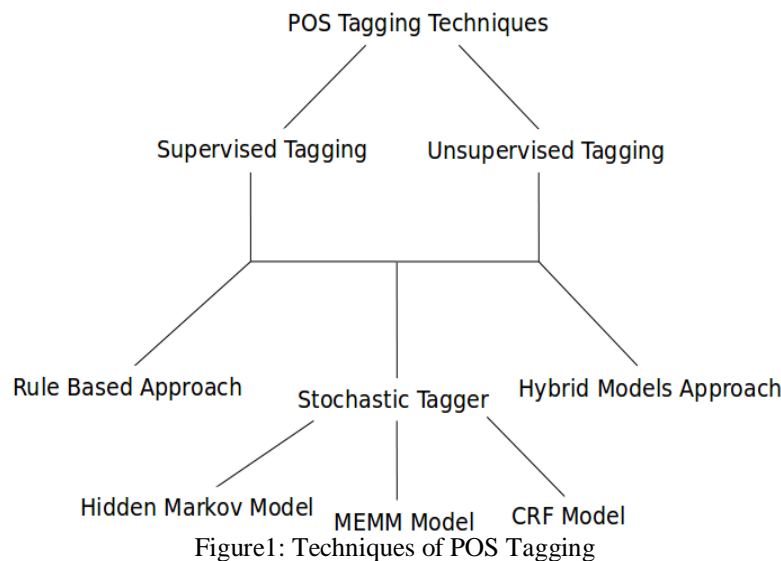 POS Tagging Techniques
Supervised Tagging
Unsupervised Tagging
Rule Based Approach
Stochastic Tagger
Hybrid Models Approach
Hidden Markov Model
MEMM Model
CRF Model
Figure1: Techniques of POS Tagging